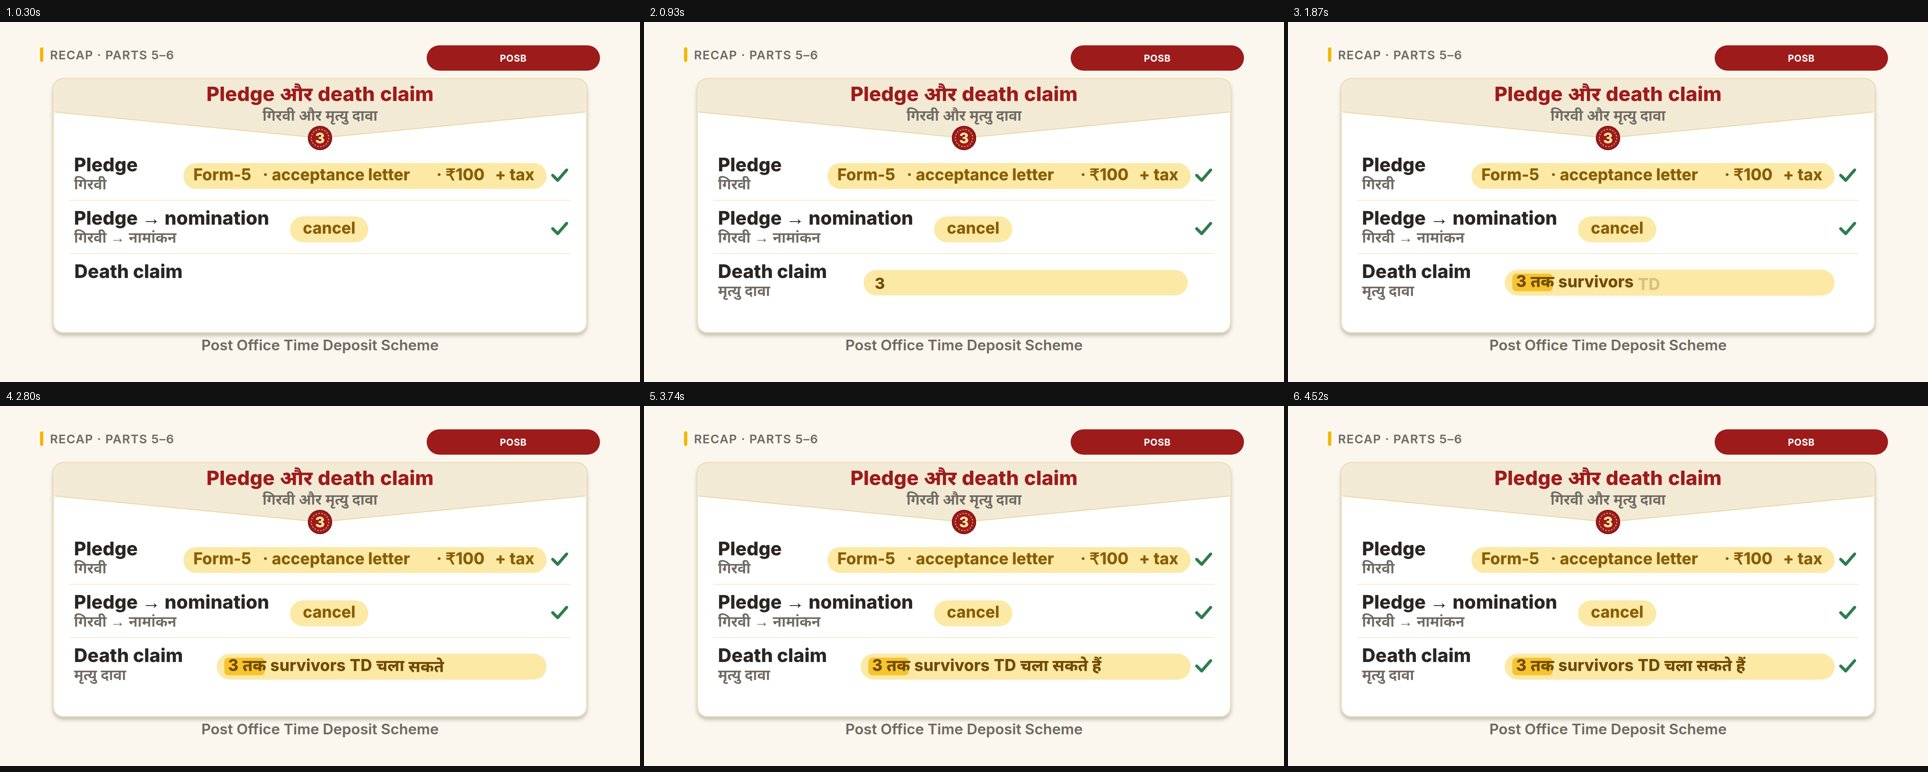 1. 0.30s
RECAP · PARTS 5–6
POSB
Pledge और death claim
गिरवी और मृत्यु दावा
3
Pledge
गिरवी
Form-5 · acceptance letter · ₹100 + tax
Pledge → nomination
गिरवी → नामांकन
cancel
Death claim
Post Office Time Deposit Scheme
2. 0.93s
RECAP · PARTS 5–6
POSB
Pledge और death claim
गिरवी और मृत्यु दावा
3
Pledge
गिरवी
Form-5 · acceptance letter · ₹100 + tax
Pledge → nomination
गिरवी → नामांकन
cancel
Death claim
मृत्यु दावा
3
Post Office Time Deposit Scheme
3. 1.87s
RECAP · PARTS 5–6
POSB
Pledge और death claim
गिरवी और मृत्यु दावा
3
Pledge
गिरवी
Form-5 · acceptance letter · ₹100 + tax
Pledge → nomination
गिरवी → नामांकन
cancel
Death claim
मृत्यु दावा
3 तक survivors TD
Post Office Time Deposit Scheme
4. 2.80s
RECAP · PARTS 5–6
POSB
Pledge और death claim
गिरवी और मृत्यु दावा
3
Pledge
गिरवी
Form-5 · acceptance letter · ₹100 + tax
Pledge → nomination
गिरवी → नामांकन
cancel
Death claim
मृत्यु दावा
3 तक survivors TD चला सकते
Post Office Time Deposit Scheme
5. 3.74s
RECAP · PARTS 5–6
POSB
Pledge और death claim
गिरवी और मृत्यु दावा
3
Pledge
गिरवी
Form-5 · acceptance letter · ₹100 + tax
Pledge → nomination
गिरवी → नामांकन
cancel
Death claim
मृत्यु दावा
3 तक survivors TD चला सकते हैं
Post Office Time Deposit Scheme
6. 4.52s
RECAP · PARTS 5–6
POSB
Pledge और death claim
गिरवी और मृत्यु दावा
3
Pledge
गिरवी
Form-5 · acceptance letter · ₹100 + tax
Pledge → nomination
गिरवी → नामांकन
cancel
Death claim
मृत्यु दावा
3 तक survivors TD चला सकते हैं
Post Office Time Deposit Scheme